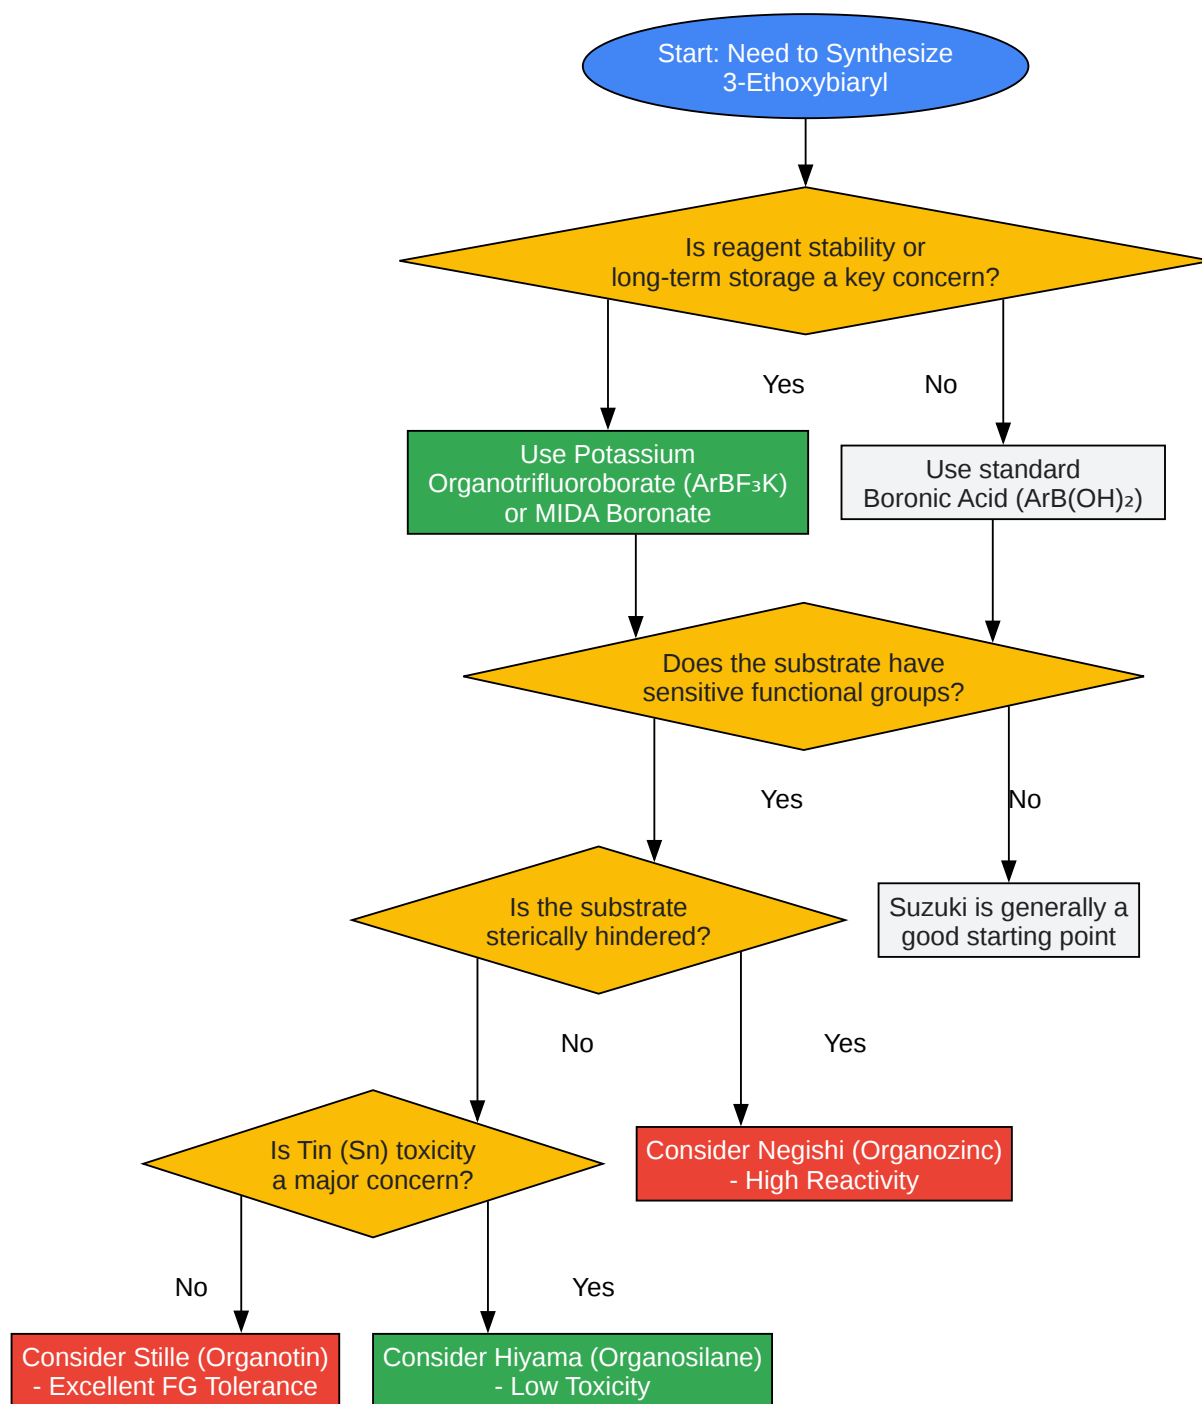 Start: Need to Synthesize
3-Ethoxybiaryl
Is reagent stability or
long-term storage a key concern?
Yes
No
Use Potassium
Organotrifluoroborate (ArBF₃K)
or MIDA Boronate
Use standard
Boronic Acid (ArB(OH)₂)
Does the substrate have
sensitive functional groups?
Yes
No
Is the substrate
sterically hindered?
Suzuki is generally a
good starting point
No
Yes
Is Tin (Sn) toxicity
a major concern?
Consider Negishi (Organozinc)
- High Reactivity
No
Yes
Consider Stille (Organotin)
- Excellent FG Tolerance
Consider Hiyama (Organosilane)
- Low Toxicity